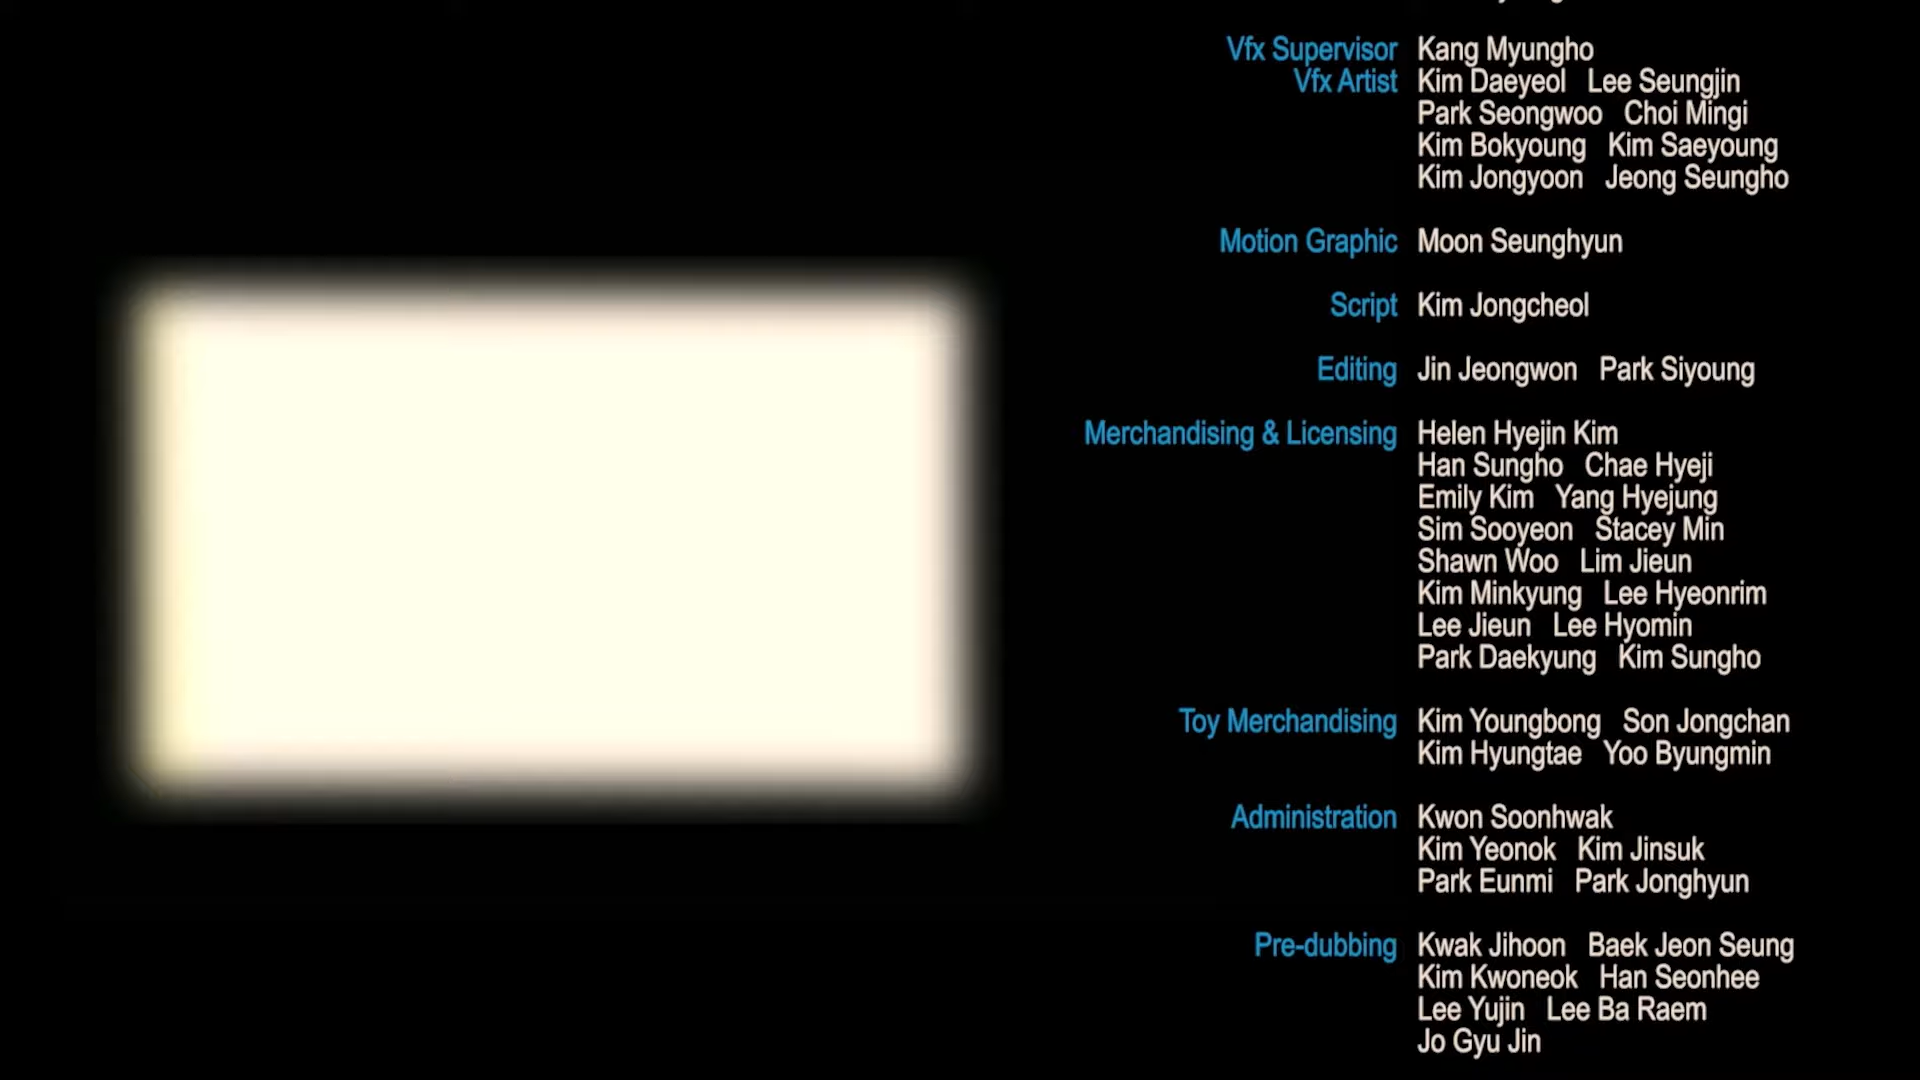 Vfx Supervisor Kang Myungho
Vfx Artist Kim Daeyeol Lee Seungjin
Park Seongwoo Choi Mingi
Kim Bokyoung Kim Saeyoung
Kim Jongyoon Jeong Seungho
Motion Graphic Moon Seunghyun
Script Kim Jongcheol
Editing Jin Jeongwon Park Siyoung
Merchandising & Licensing Helen Hyejin Kim
Han Sungho Chae Hyeji
Emily Kim Yang Hyejung
Sim Sooyeon Stacey Min
Shawn Woo Lim Jieun
Kim Minkyung Lee Hyeonrim
Lee Jieun Lee Hyomin
Park Daekyung Kim Sungho
Toy Merchandising Kim Youngbong Son Jongchan
Kim Hyungtae Yoo Byungmin
Administration Kwon Soonhwak
Kim Yeonok Kim Jinsuk
Park Eunmi Park Jonghyun
Pre-dubbing Kwak Jihoon Baek Jeon Seung
Kim Kwoneok Han Seonhee
Lee Yujin Lee Ba Raem
Jo Gyu Jin